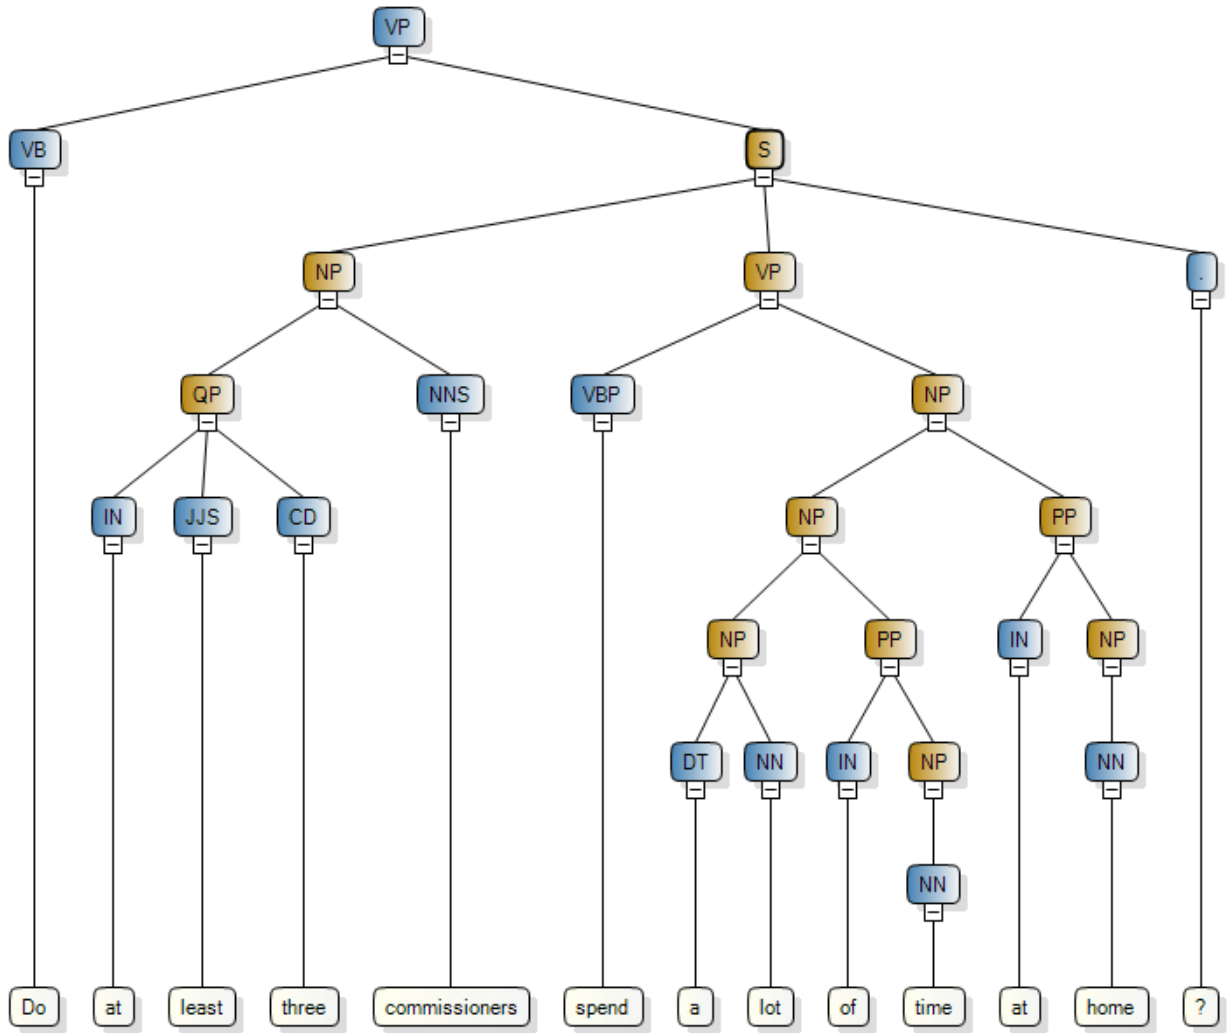 VP
VB S
NP VP .
QP NNS VBP NP
IN JJS CD NP PP
NP PP IN NP
DT NN IN NP NN
NN
Do at least three commissioners spend a lot of time at home ?